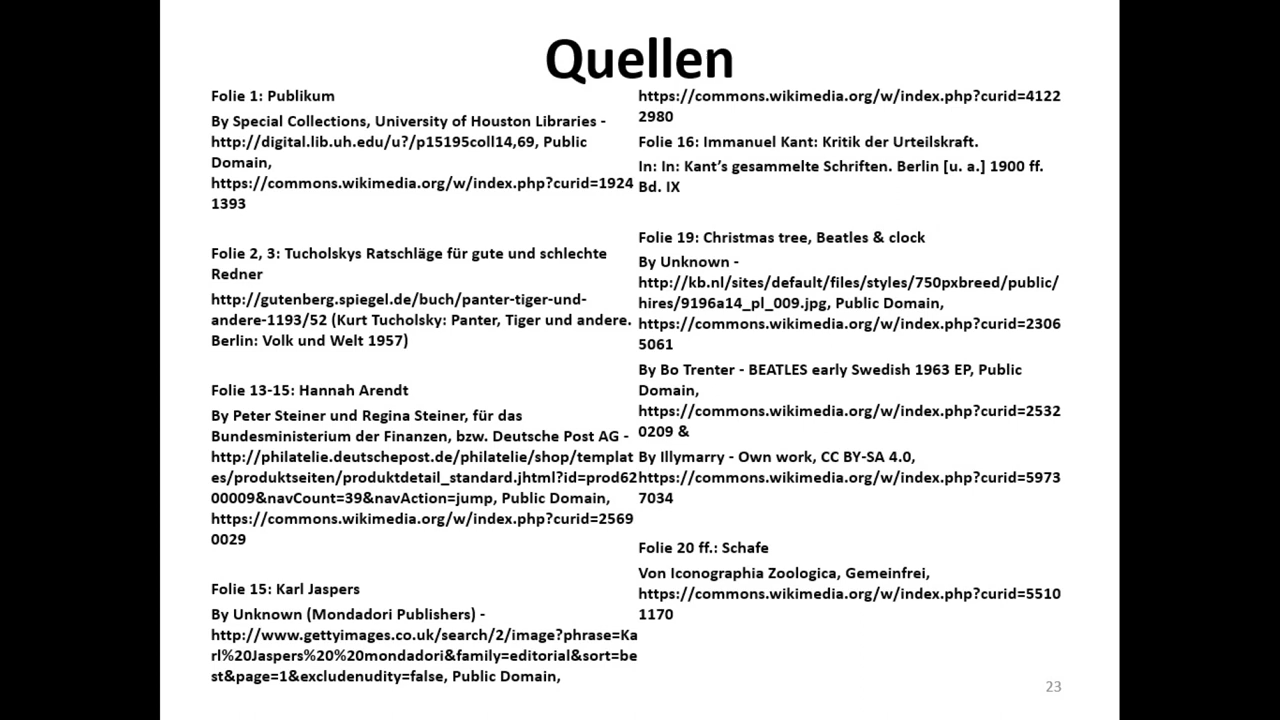 Quellen
Folie 1: Publikum
By Special Collections, University of Houston Libraries -
http://digital.lib.uh.edu/u?/p15195coll14,69, Public
Domain,
https://commons.wikimedia.org/w/index.php?curid=1924
1393
Folie 2, 3: Tucholskys Ratschläge für gute und schlechte
Redner
http://gutenberg.spiegel.de/buch/panter-tiger-und-
andere-1193/52 (Kurt Tucholsky: Panter, Tiger und andere.
Berlin: Volk und Welt 1957)
Folie 13-15: Hannah Arendt
By Peter Steiner und Regina Steiner, für das
Bundesministerium der Finanzen, bzw. Deutsche Post AG -
http://philatelie.deutschepost.de/philatelie/shop/templat
es/produktseiten/produktdetail_standard.jhtml?id=prod62
00009&navCount=39&navAction=jump, Public Domain,
https://commons.wikimedia.org/w/index.php?curid=2569
0029
Folie 15: Karl Jaspers
By Unknown (Mondadori Publishers) -
http://www.gettyimages.co.uk/search/2/image?phrase=Ka
rl%20Jaspers%20%20mondadori&family=editorial&sort=be
st&page=1&excludenudity=false, Public Domain,
https://commons.wikimedia.org/w/index.php?curid=4122
2980
Folie 16: Immanuel Kant: Kritik der Urteilskraft.
In: In: Kant’s gesammelte Schriften. Berlin [u. a.] 1900 ff.
Bd. IX
Folie 19: Christmas tree, Beatles & clock
By Unknown -
http://kb.nl/sites/default/files/styles/750pxbreed/public/
hires/9196a14_pl_009.jpg, Public Domain,
https://commons.wikimedia.org/w/index.php?curid=2306
5061
By Bo Trenter - BEATLES early Swedish 1963 EP, Public
Domain,
https://commons.wikimedia.org/w/index.php?curid=2532
0209 &
By Illymarry - Own work, CC BY-SA 4.0,
https://commons.wikimedia.org/w/index.php?curid=5973
7034
Folie 20 ff.: Schafe
Von Iconographia Zoologica, Gemeinfrei,
https://commons.wikimedia.org/w/index.php?curid=5510
1170
23